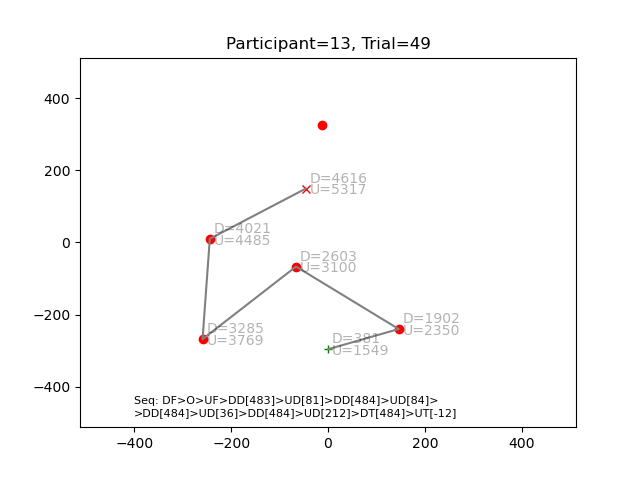 Participant=13, Trial=49
400
200
0
−200
−400
D=4616
U=5317
D=4021
U=4485
D=2603
U=3100
D=1902
U=2350
D=3285
U=3769
D=381
U=1549
Seq: DF>O>UF>DD[483]>UD[81]>DD[484]>UD[84]>
>DD[484]>UD[36]>DD[484]>UD[212]>DT[484]>UT[-12]
−400 −200 0 200 400